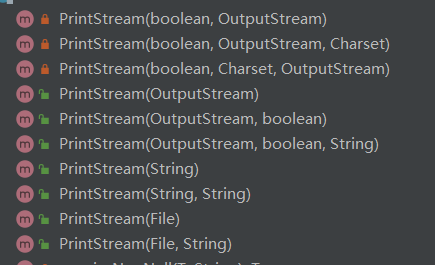 PrintStream(boolean, OutputStream)
PrintStream(boolean, OutputStream, Charset)
PrintStream(boolean, Charset, OutputStream)
PrintStream(OutputStream)
PrintStream(OutputStream, boolean)
PrintStream(OutputStream, boolean, String)
PrintStream(String)
PrintStream(String, String)
PrintStream(File)
PrintStream(File, String)